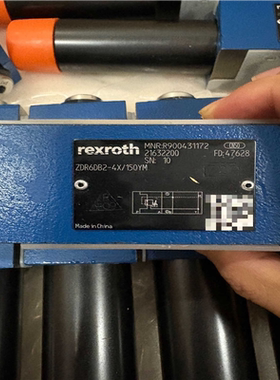 rexroth
MNR:R900431172
21632200 FD:47628
SN: 10
ZDR6DB2-4X/150YM
Made in China